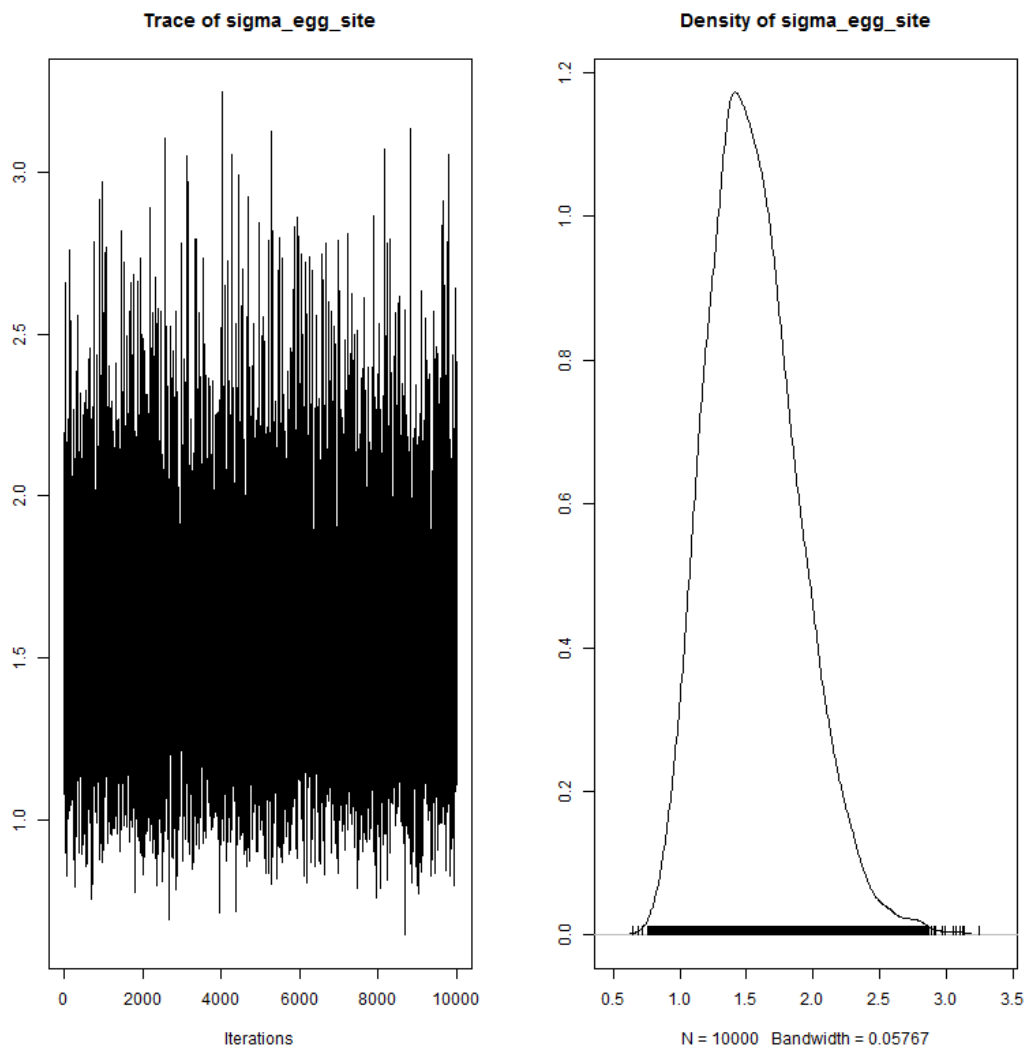 Trace of sigma_egg_site
3.0
2.5
2.0
1.5
1.0
0 2000 4000 6000 8000 10000
Iterations
Density of sigma_egg_site
1.2
1.0
0.8
0.6
0.4
0.2
0.0
0.5 1.0 1.5 2.0 2.5 3.0 3.5
N = 10000 Bandwidth = 0.05767